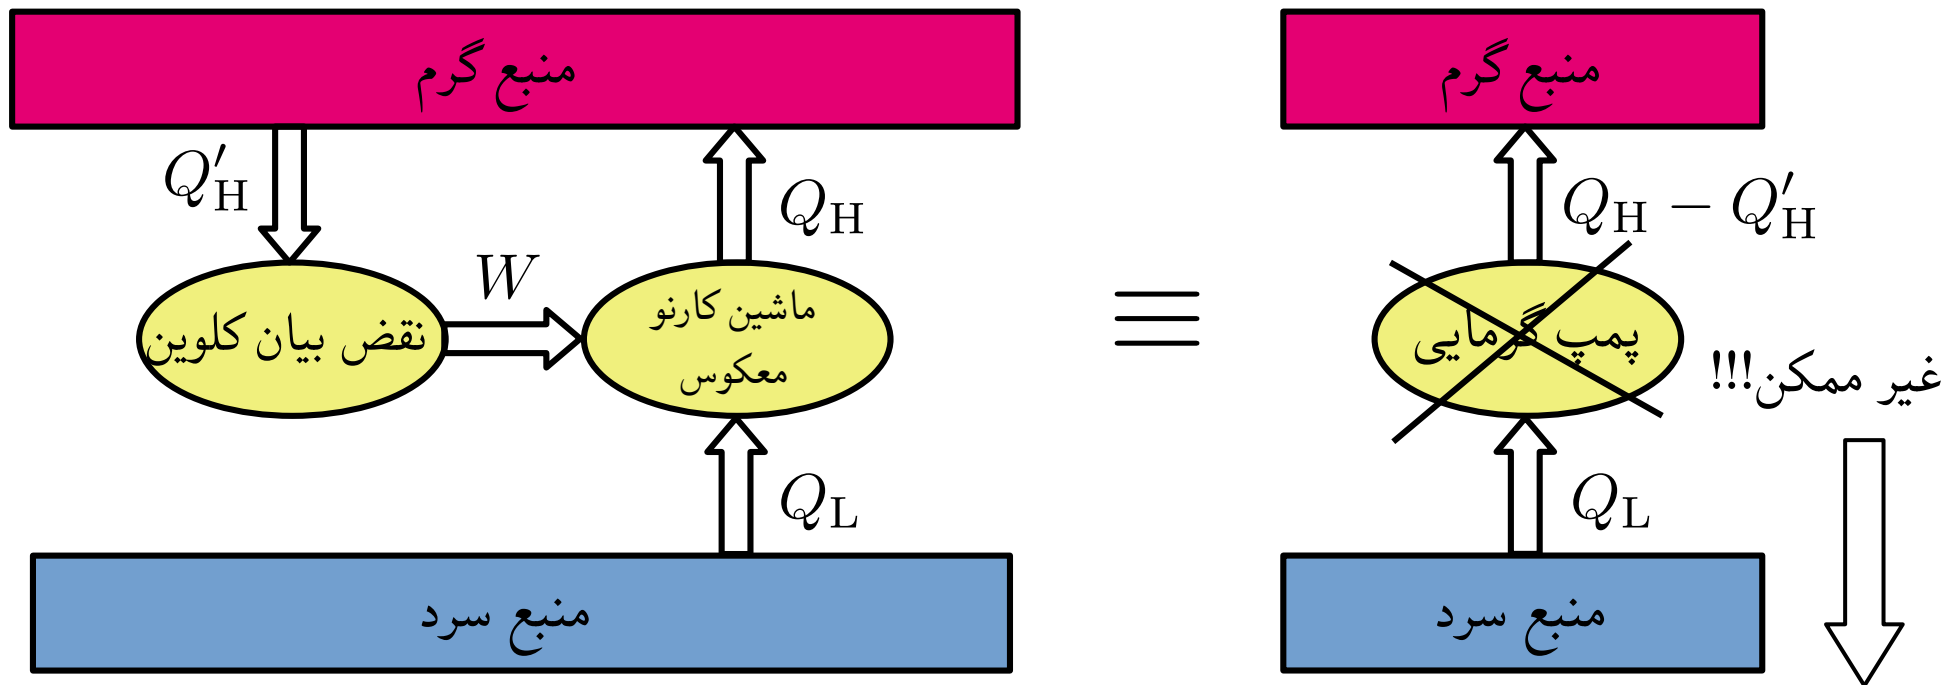 منبع گرم
منبع گرم
Q′H
QH
QH − Q′H
W
نقض بیان کلوین
ماشین کارنو
معکوس
≡
پمپ گرمایی
غیر ممکن!!!
QL
QL
منبع سرد
منبع سرد